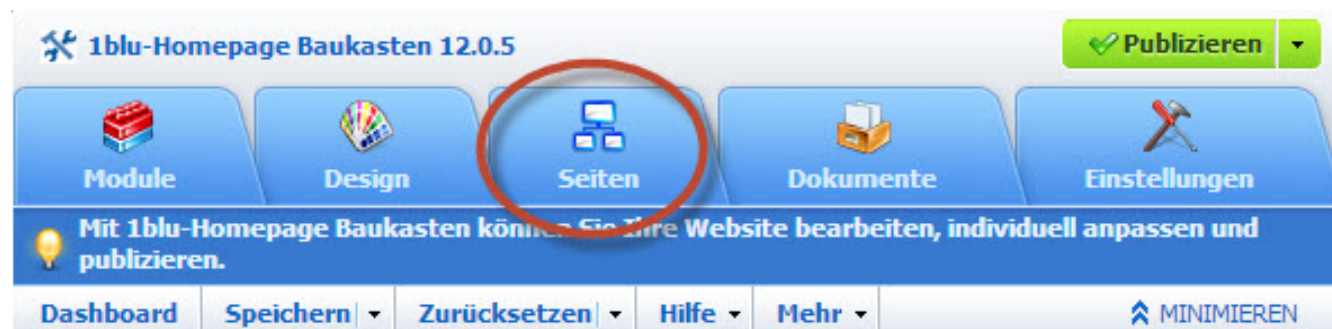 1blu-Homepage Baukasten 12.0.5
Publizieren
Module Design Seiten Dokumente Einstellungen
Mit 1blu-Homepage Baukasten können Sie Ihre Website bearbeiten, individuell anpassen und
publizieren.
Dashboard Speichern Zurücksetzen Hilfe Mehr MINIMIEREN